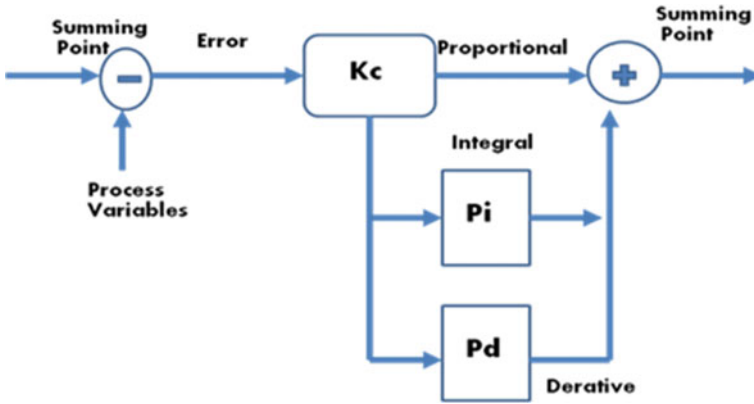 Summing
Point
Error
Kc
Proportional
Summing
Point
−
+
Process
Variables
Integral
Pi
Pd
Derative